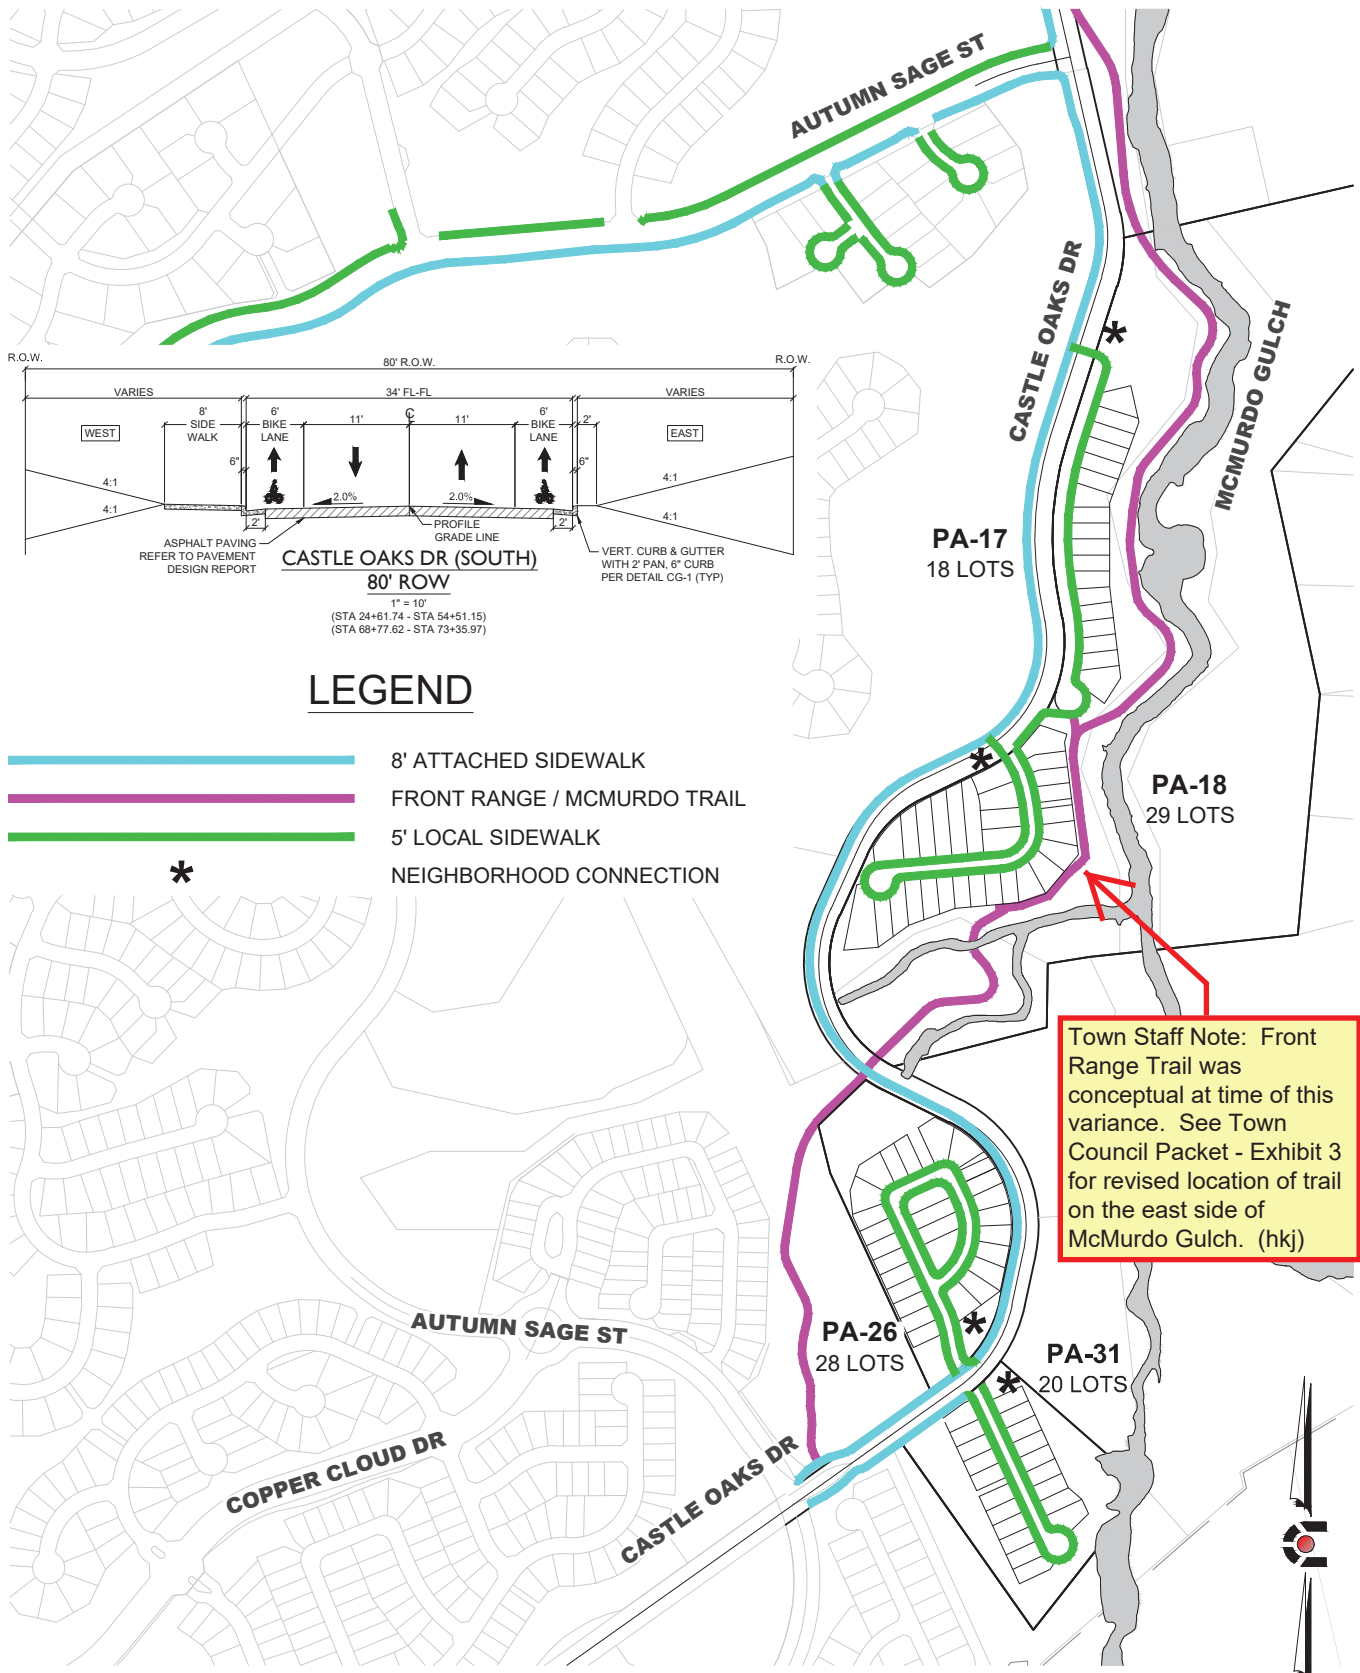 AUTUMN SAGE ST
CASTLE OAKS DR
MCMURDO GULCH
R.O.W.
80' R.O.W.
R.O.W.
VARIES
34' FL-FL
VARIES
WEST
8'
SIDE
WALK
6'
BIKE
LANE
11'
℄
11'
6'
BIKE
LANE
2'
EAST
6"
6"
4:1
4:1
2.0%
2.0%
4:1
4:1
2'
2'
ASPHALT PAVING
REFER TO PAVEMENT
DESIGN REPORT
PROFILE
GRADE LINE
VERT. CURB & GUTTER
WITH 2' PAN, 6" CURB
PER DETAIL CG-1 (TYP)
CASTLE OAKS DR (SOUTH)
80' ROW
1" = 10'
(STA 24+61.74 - STA 54+51.15)
(STA 68+77.62 - STA 73+35.97)
PA-17
18 LOTS
LEGEND
8' ATTACHED SIDEWALK
FRONT RANGE / MCMURDO TRAIL
5' LOCAL SIDEWALK
* NEIGHBORHOOD CONNECTION
PA-18
29 LOTS
Town Staff Note: Front
Range Trail was
conceptual at time of this
variance. See Town
Council Packet - Exhibit 3
for revised location of trail
on the east side of
McMurdo Gulch. (hkj)
AUTUMN SAGE ST
PA-26
28 LOTS
PA-31
20 LOTS
COPPER CLOUD DR
CASTLE OAKS DR